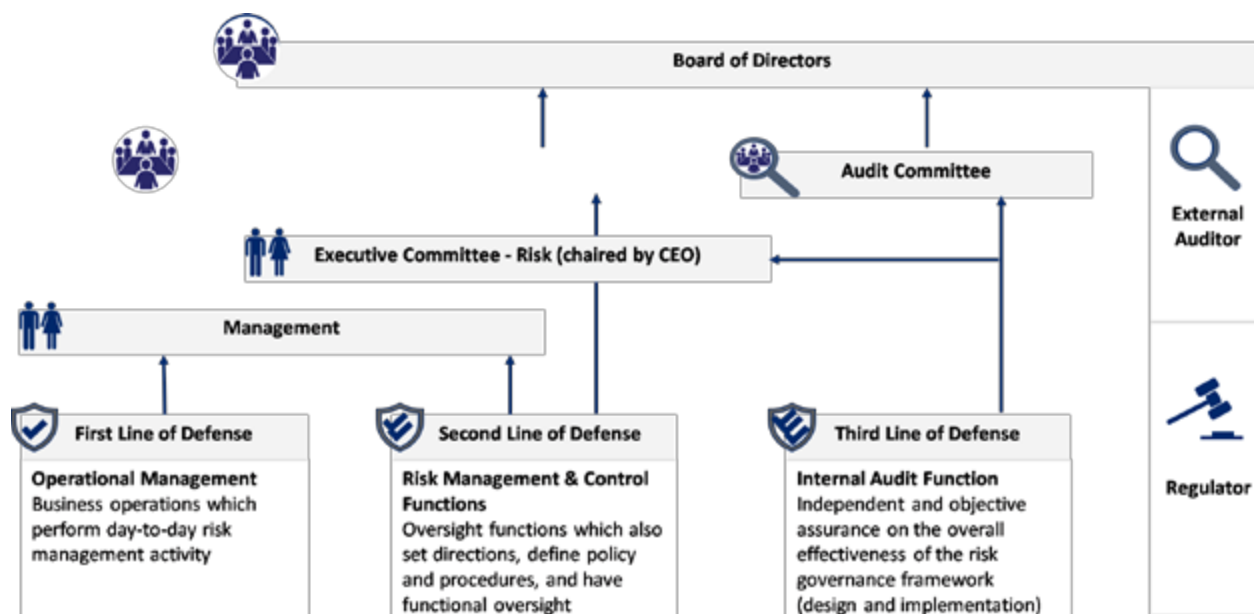 Board of Directors
Audit Committee
External
Auditor
Executive Committee - Risk (chaired by CEO)
Management
First Line of Defense
Operational Management
Business operations which
perform day-to-day risk
management activity
Second Line of Defense
Risk Management & Control
Functions
Oversight functions which also
set directions, define policy
and procedures, and have
functional oversight
Third Line of Defense
Internal Audit Function
Independent and objective
assurance on the overall
effectiveness of the risk
governance framework
(design and implementation)
Regulator